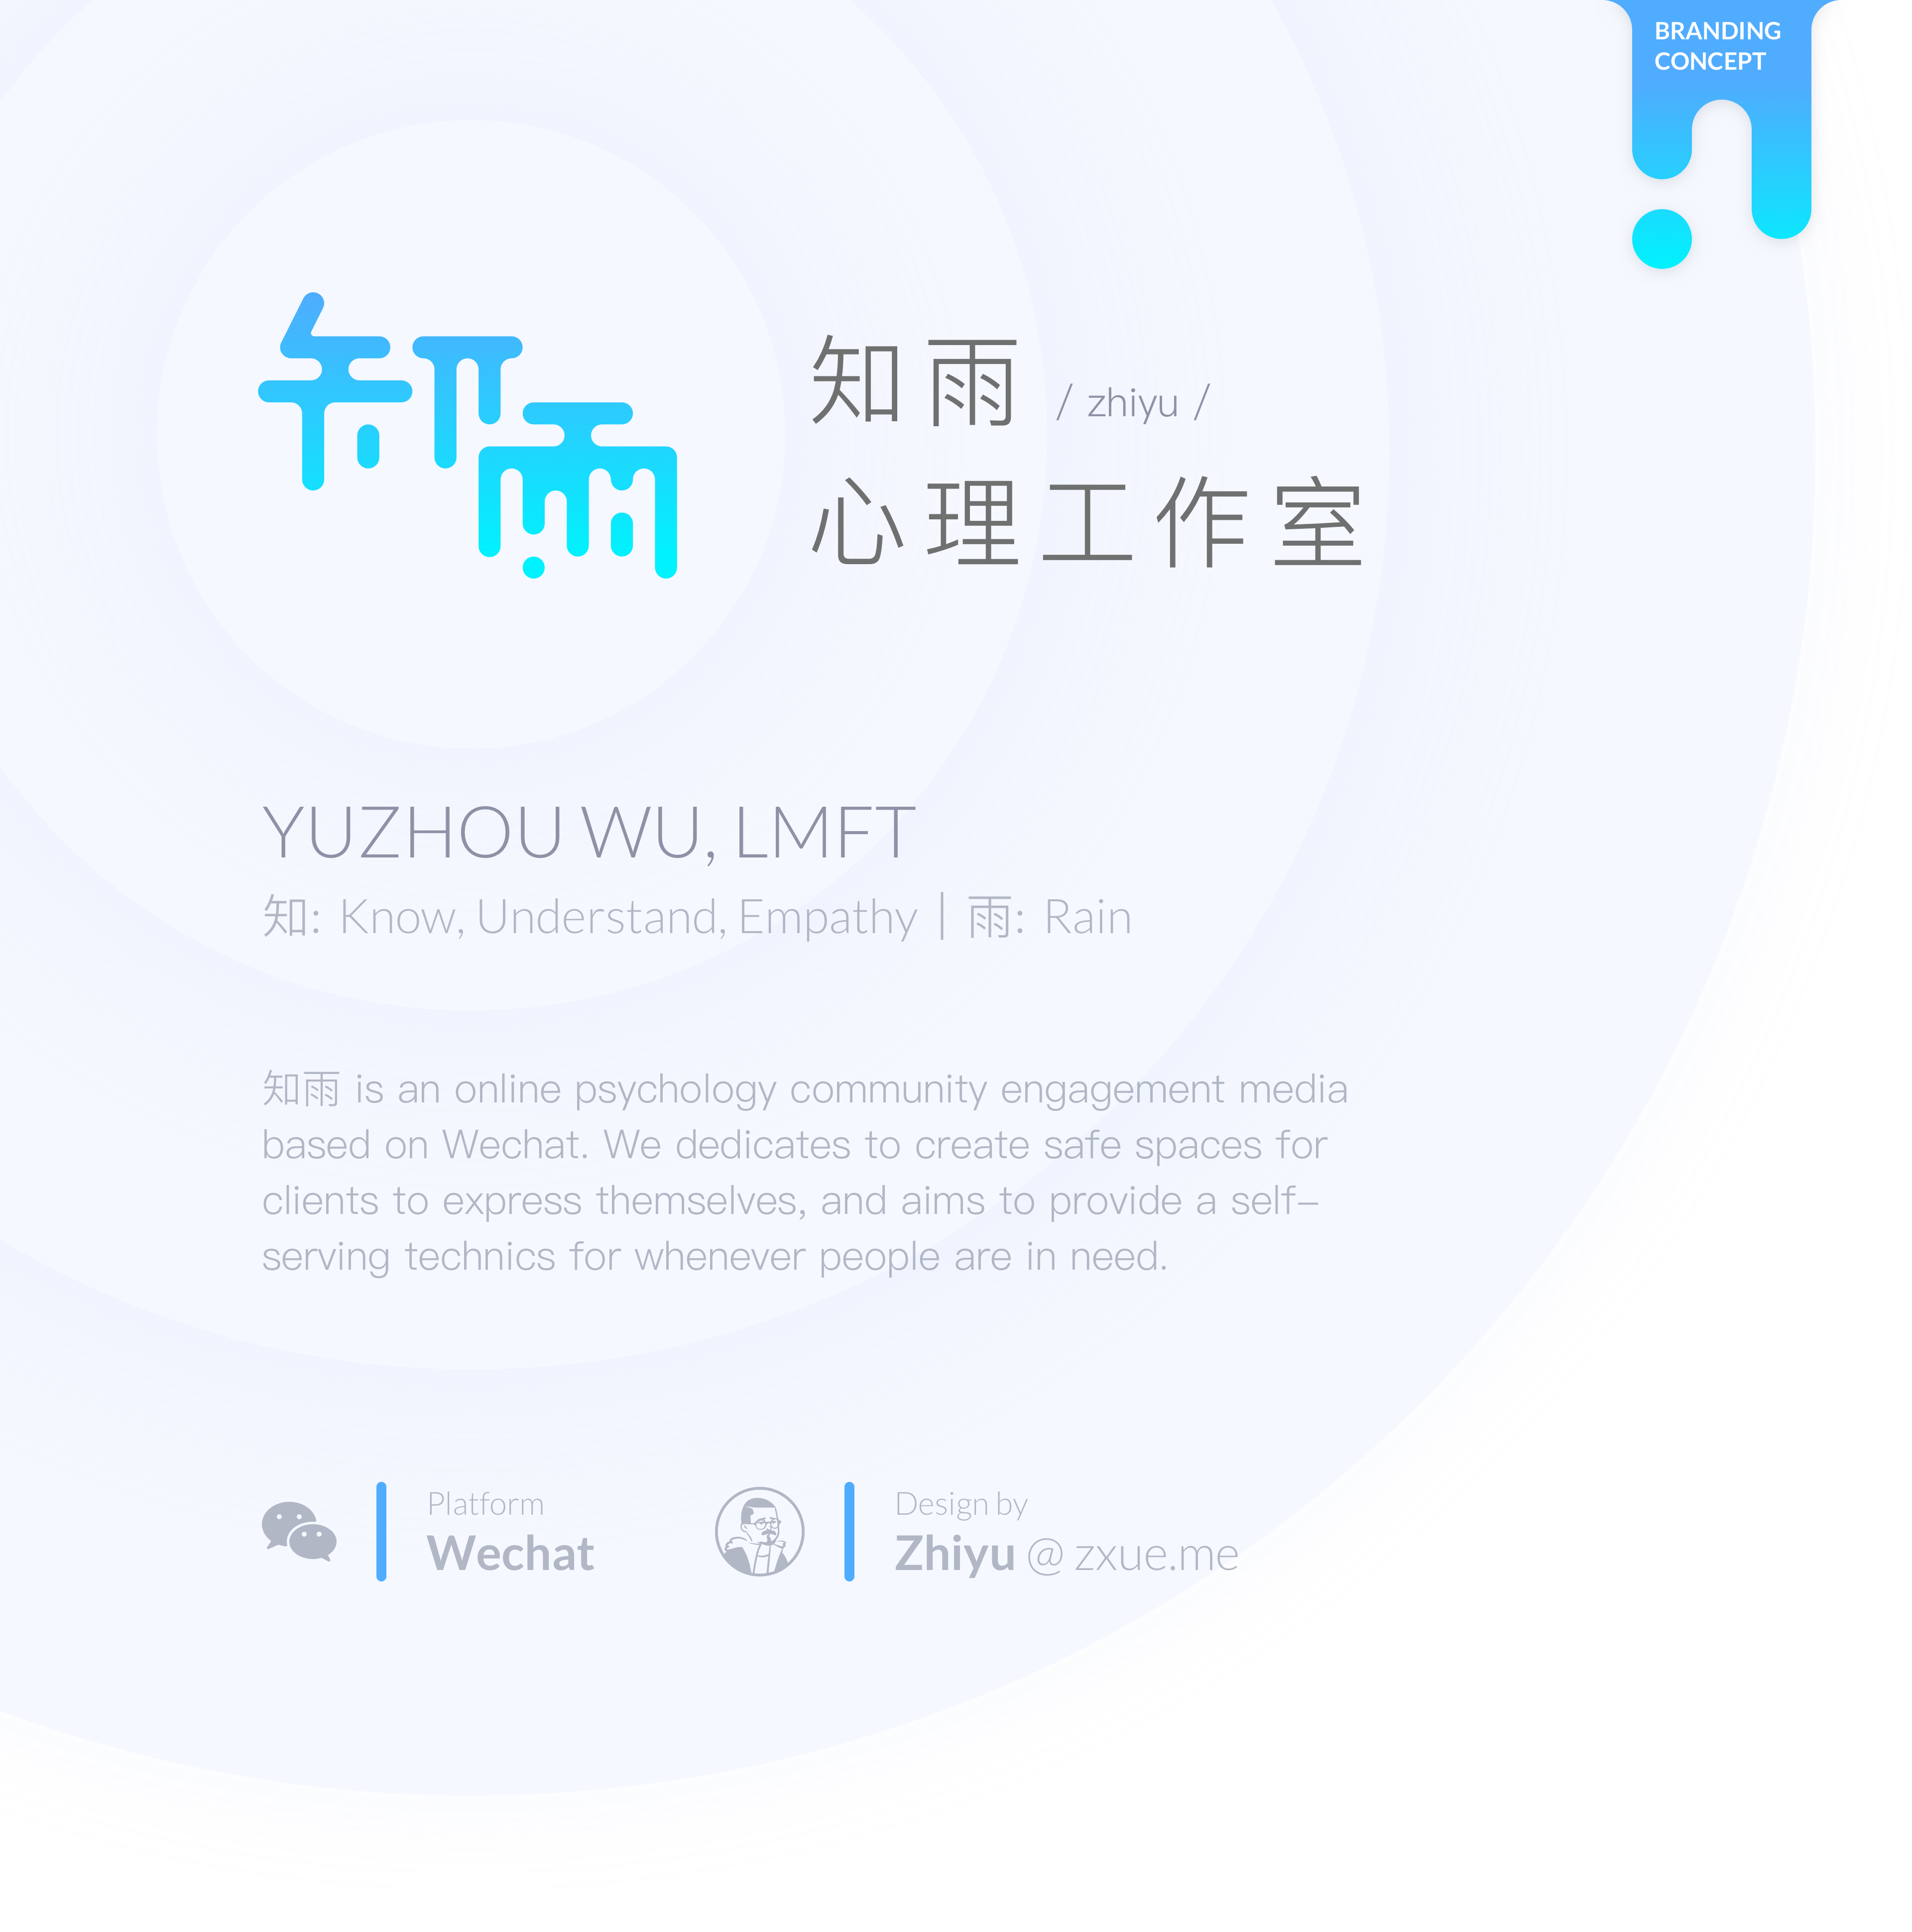 BRANDING
CONCEPT
知雨
知雨 / zhiyu /
心理工作室
YUZHOU WU, LMFT
知: Know, Understand, Empathy | 雨: Rain
知雨 is an online psychology community engagement media
based on Wechat. We dedicates to create safe spaces for
clients to express themselves, and aims to provide a self–
serving technics for whenever people are in need.
Platform
Wechat
Design by
Zhiyu @ zxue.me